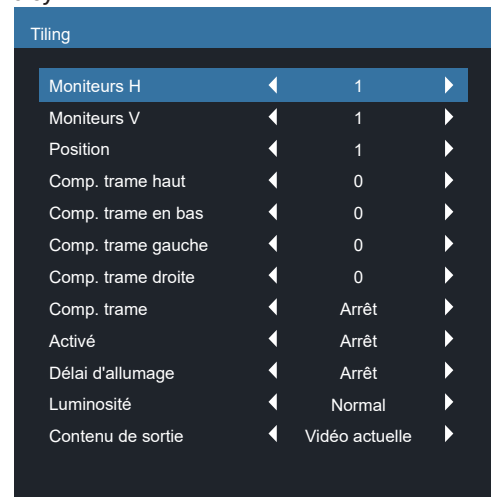 Tiling
Moniteurs H 1
Moniteurs V 1
Position 1
Comp. trame haut 0
Comp. trame en bas 0
Comp. trame gauche 0
Comp. trame droite 0
Comp. trame Arrêt
Activé Arrêt
Délai d'allumage Arrêt
Luminosité Normal
Contenu de sortie Vidéo actuelle